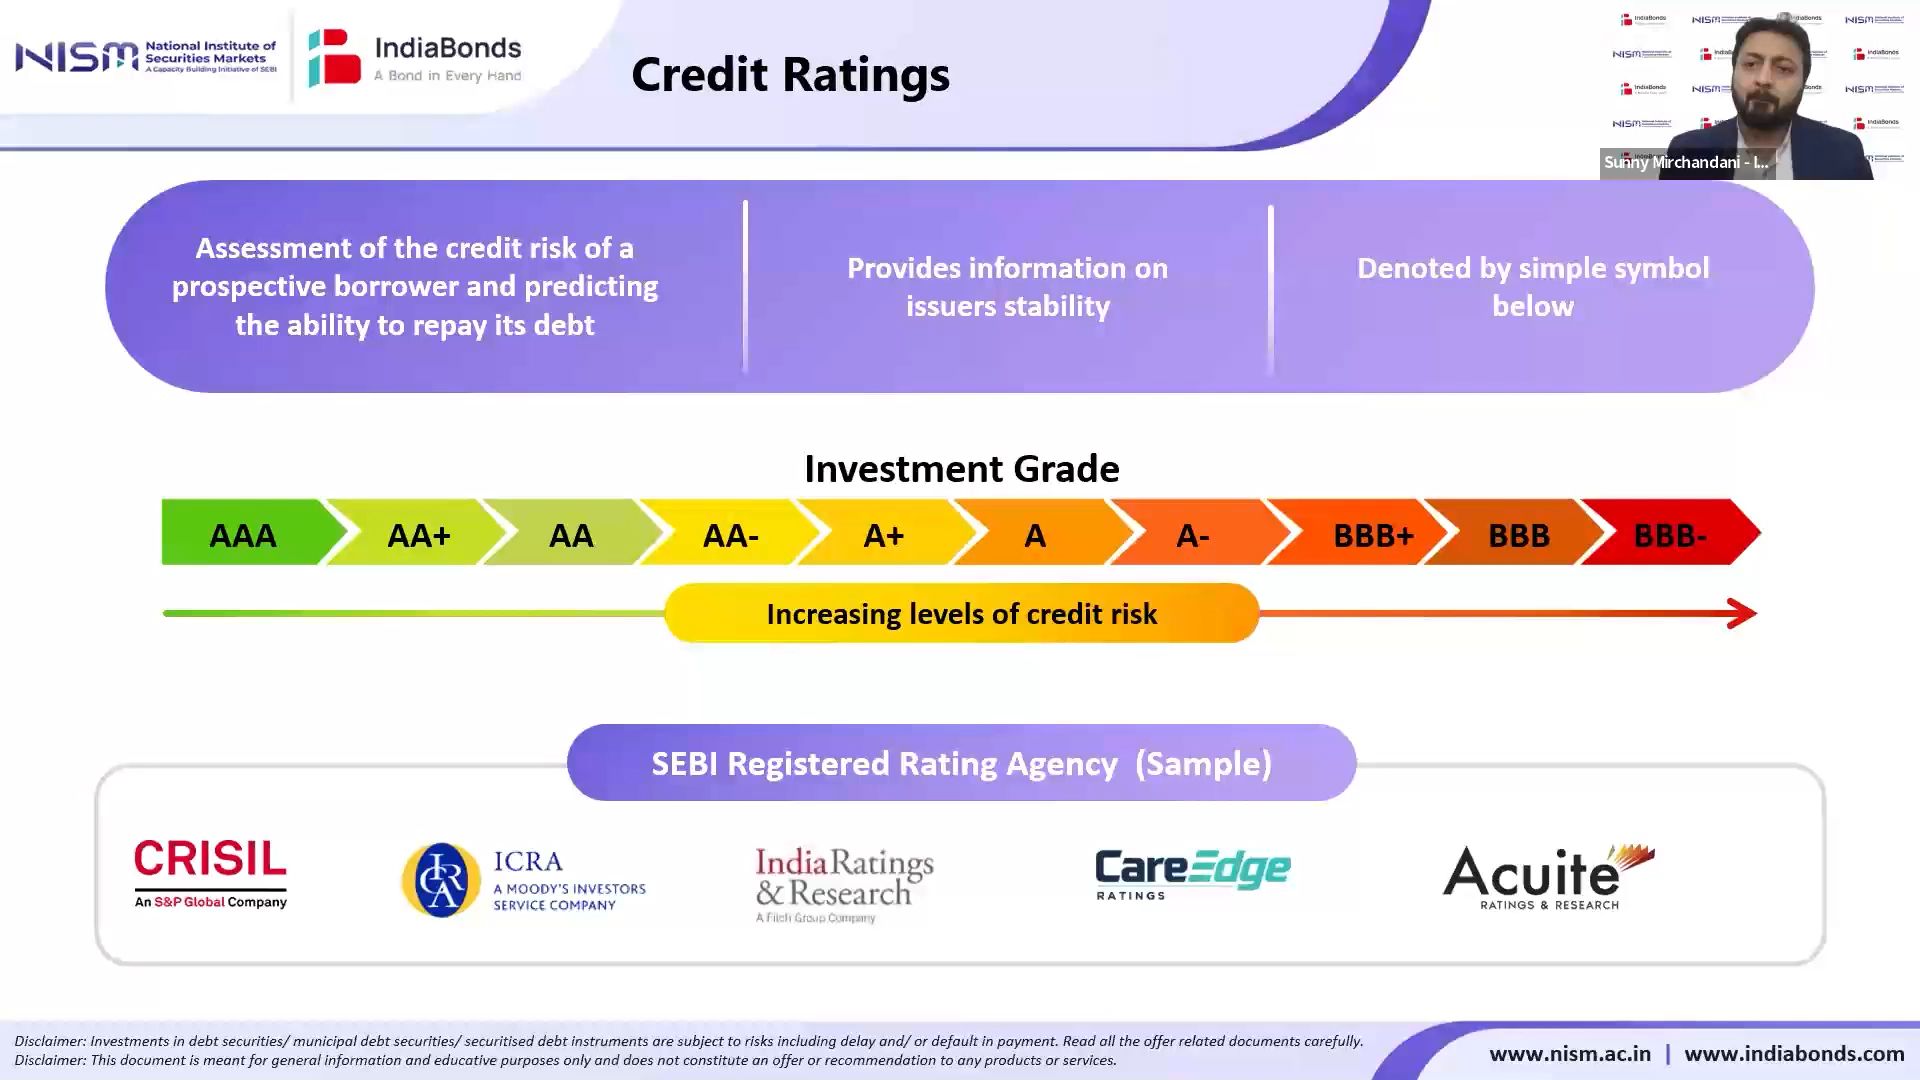 NISM
National Institute of
Securities Markets
A Capacity Building Initiative of SEBI
IndiaBonds
A Bond in Every Hand
Credit Ratings
Sunny Mirchandani - I...
Assessment of the credit risk of a
prospective borrower and predicting
the ability to repay its debt
Provides information on
issuers stability
Denoted by simple symbol
below
Investment Grade
AAA AA+ AA AA- A+ A A- BBB+ BBB BBB-
Increasing levels of credit risk
SEBI Registered Rating Agency (Sample)
CRISIL
An S&P Global Company
ICRA
A MOODY'S INVESTORS
SERVICE COMPANY
IndiaRatings
& Research
A Fitch Group Company
CareEdge
RATINGS
Acuite
RATINGS & RESEARCH
Disclaimer: Investments in debt securities/ municipal debt securities/ securitised debt instruments are subject to risks including delay and/ or default in payment. Read all the offer related documents carefully.
Disclaimer: This document is meant for general information and educative purposes only and does not constitute an offer or recommendation to any products or services.
www.nism.ac.in | www.indiabonds.com